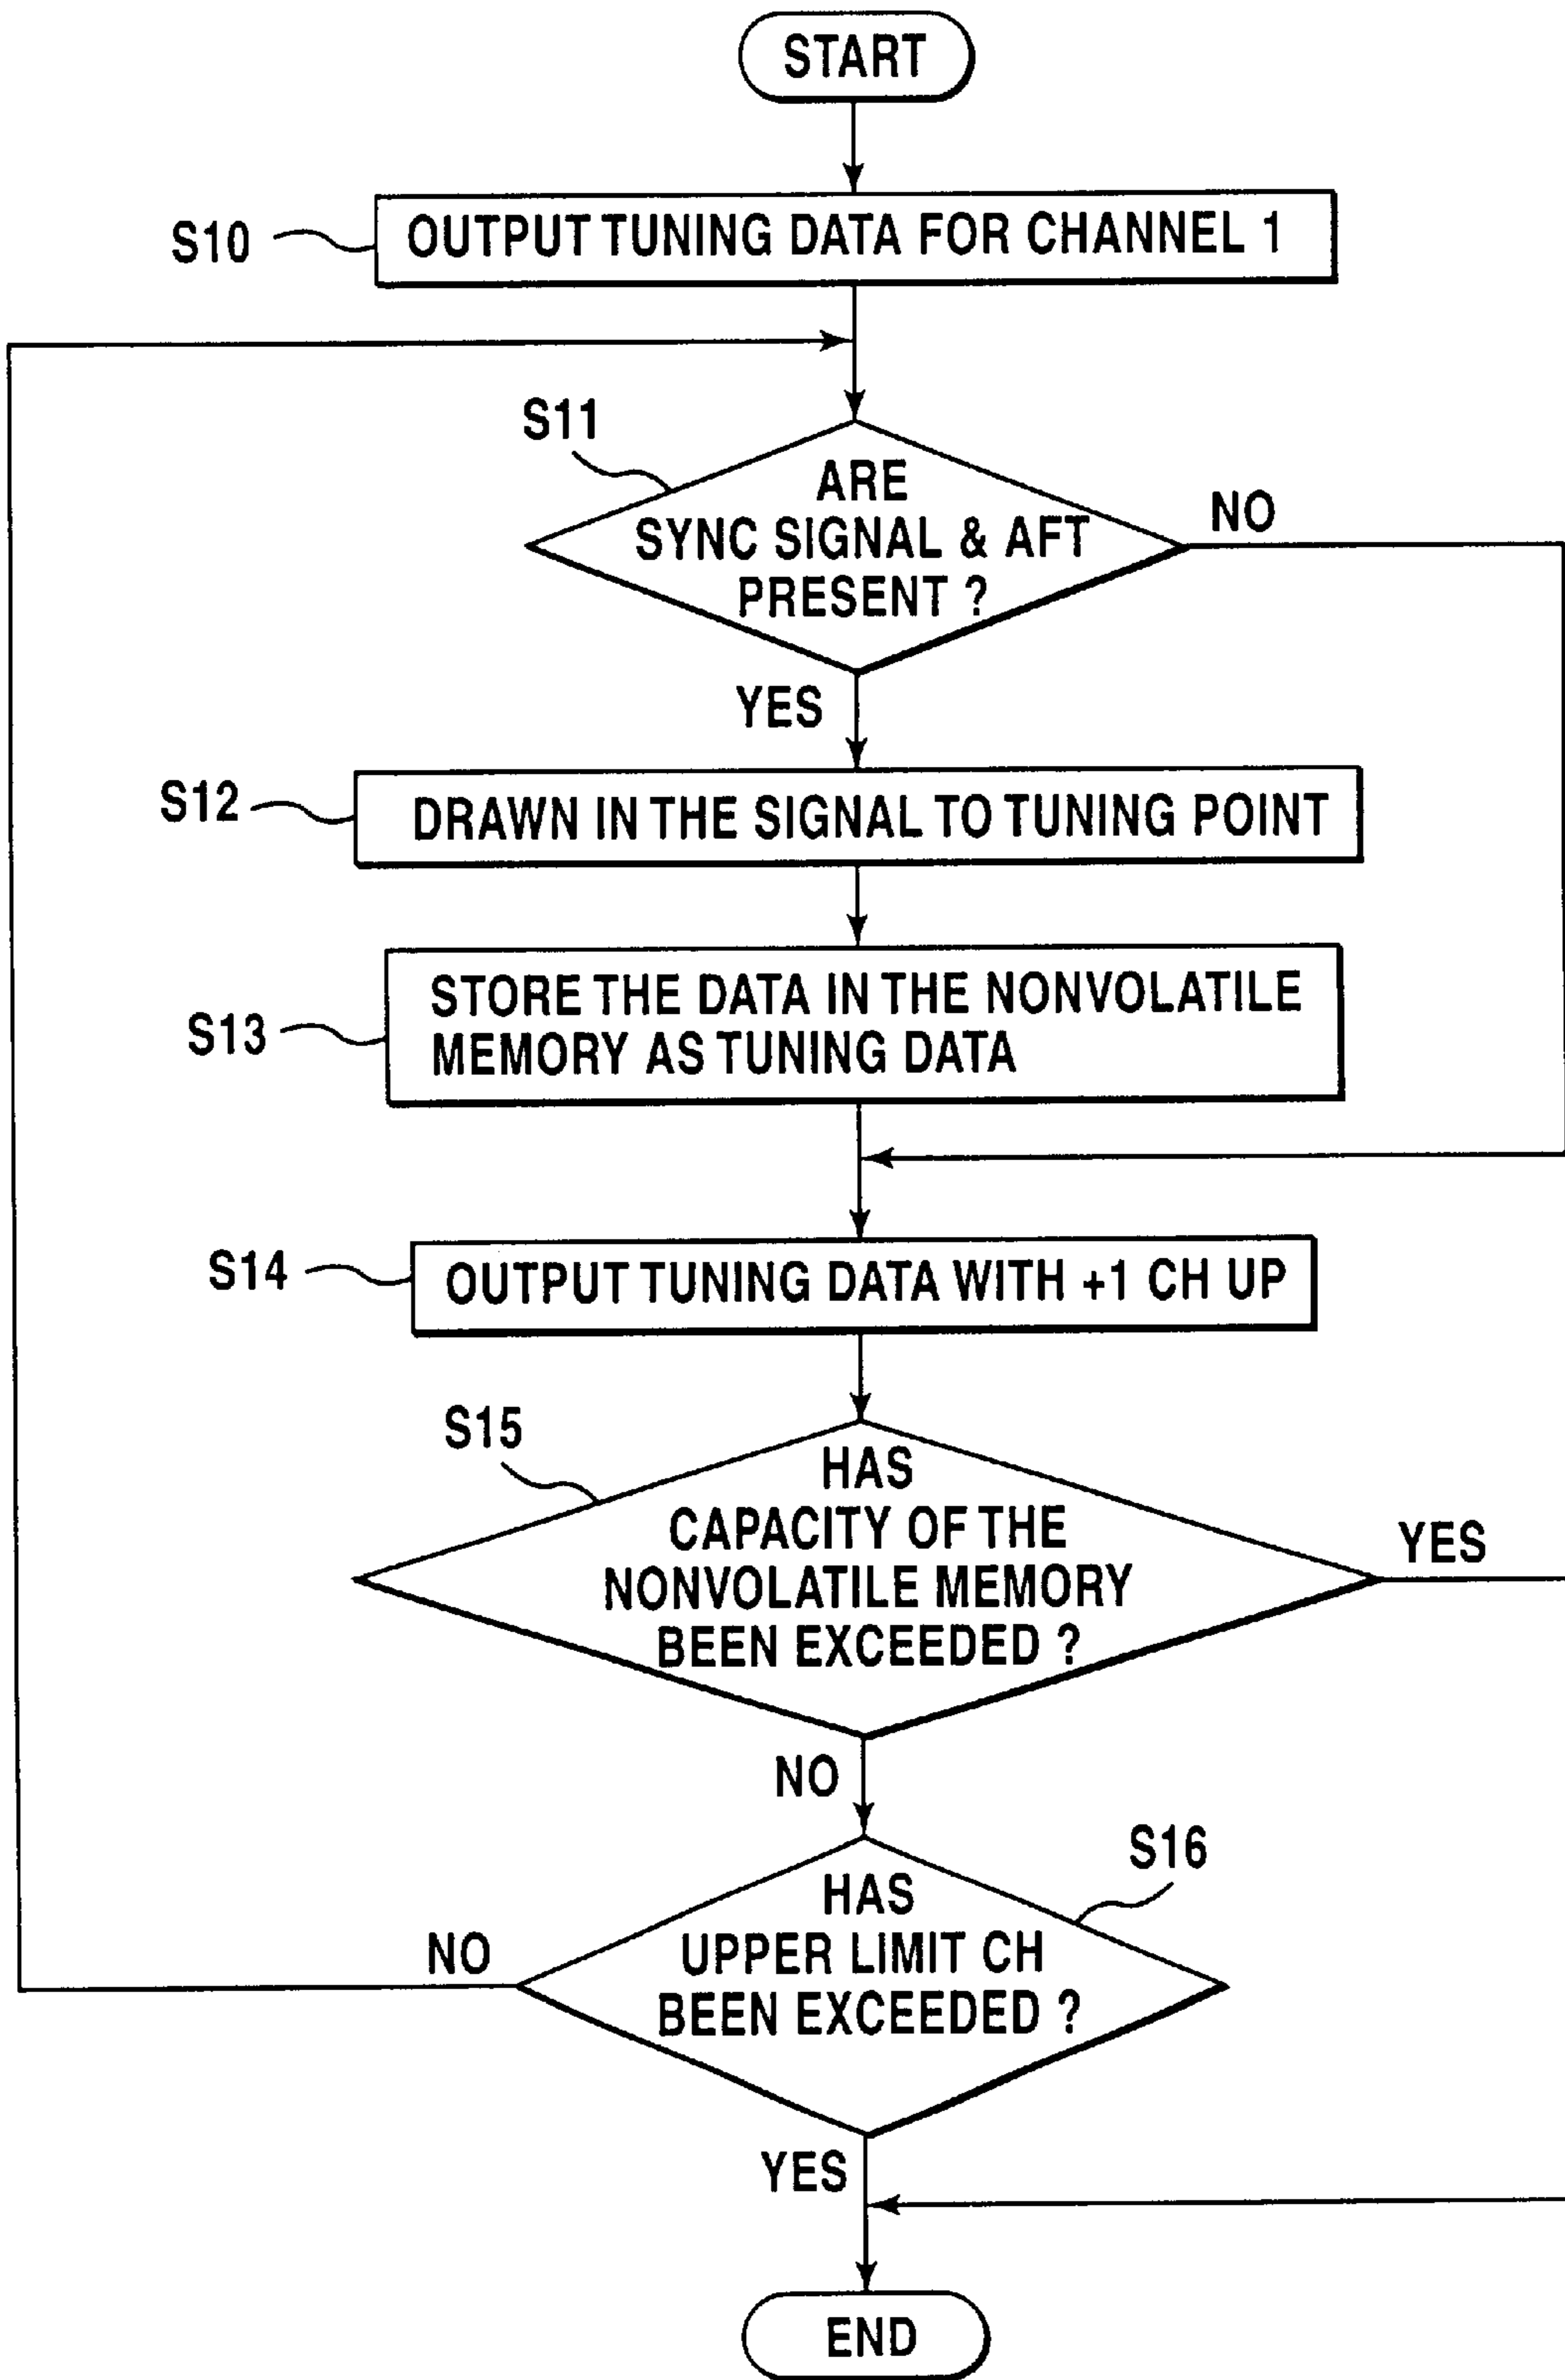 START
S10
OUTPUT TUNING DATA FOR CHANNEL 1
S11
ARE
SYNC SIGNAL & AFT
PRESENT ?
NO
YES
S12
DRAWN IN THE SIGNAL TO TUNING POINT
S13
STORE THE DATA IN THE NONVOLATILE
MEMORY AS TUNING DATA
S14
OUTPUT TUNING DATA WITH +1 CH UP
S15
HAS
CAPACITY OF THE
NONVOLATILE MEMORY
BEEN EXCEEDED ?
YES
NO
S16
HAS
UPPER LIMIT CH
BEEN EXCEEDED ?
NO
YES
END